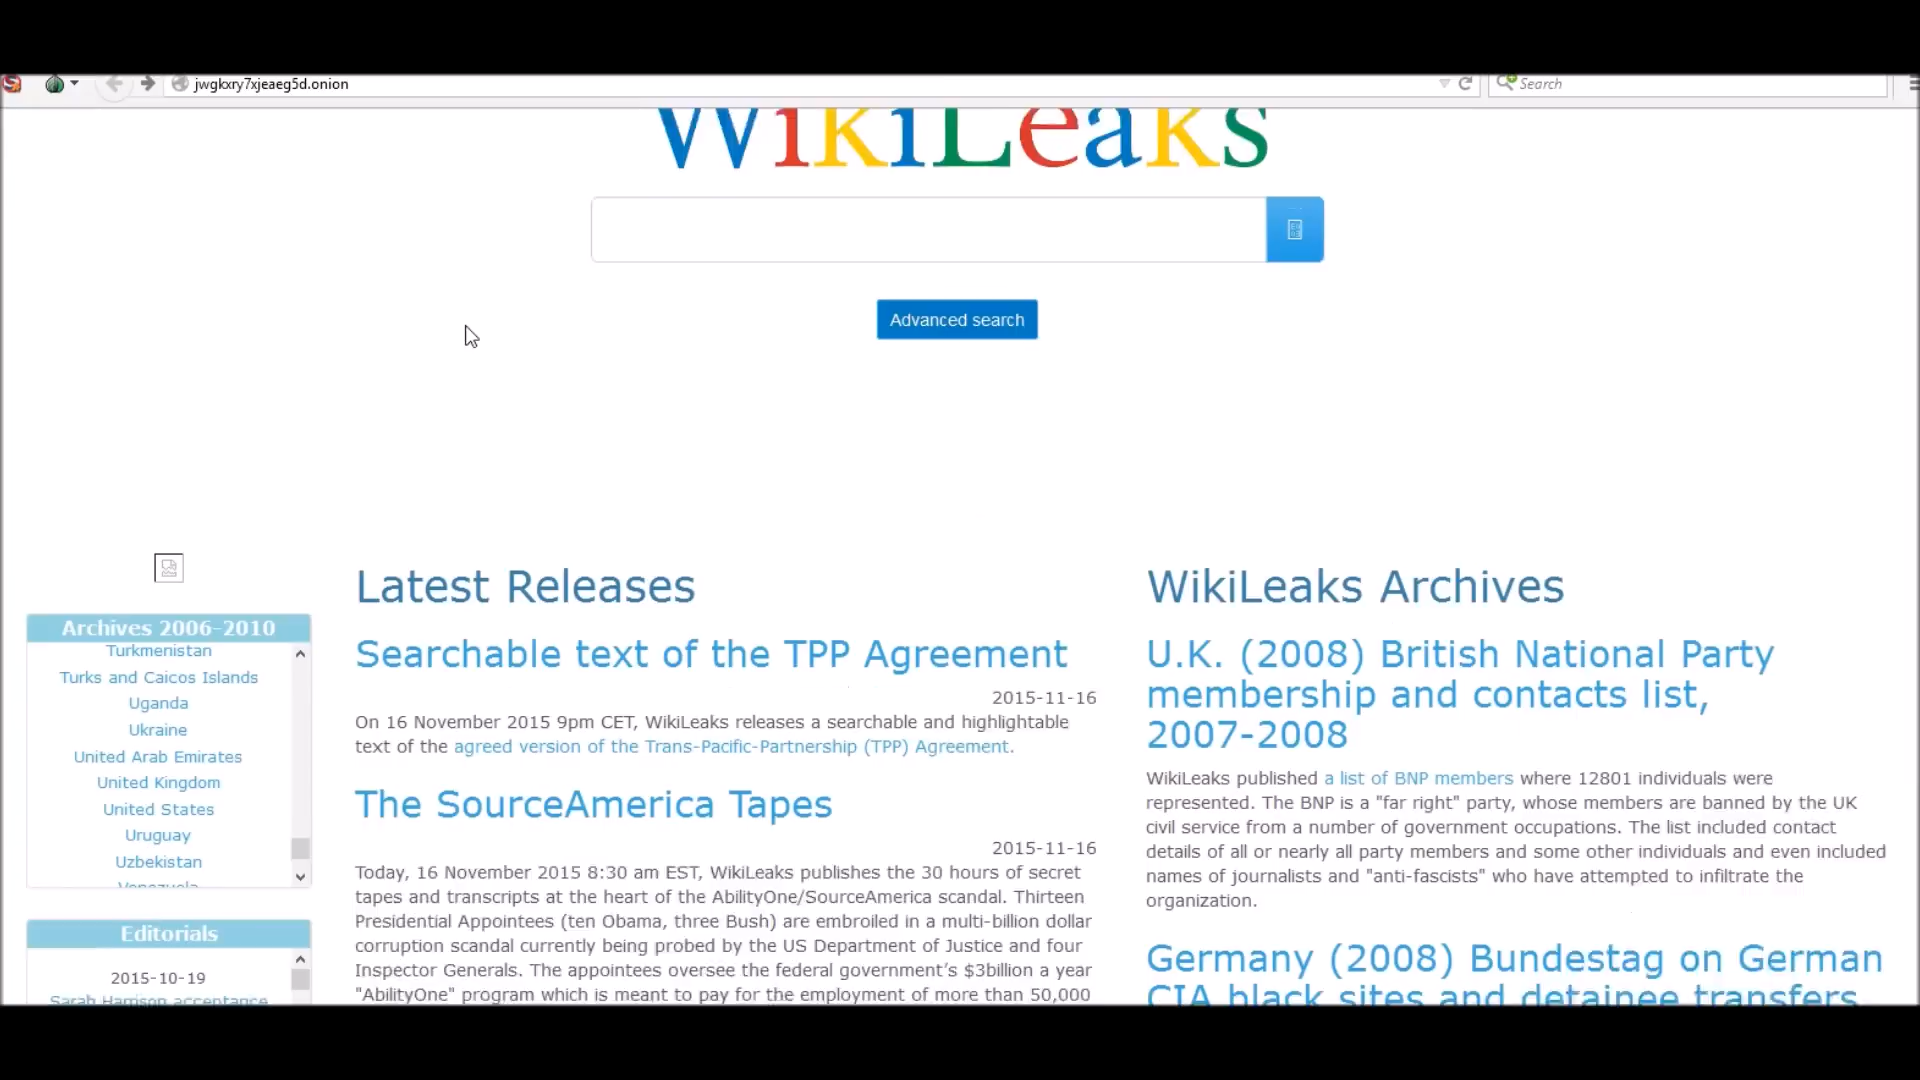 jwgkxry7xjeaeg5d.onion
Search
WikiLeaks
Advanced search
Archives 2006-2010
Turkmenistan
Turks and Caicos Islands
Uganda
Ukraine
United Arab Emirates
United Kingdom
United States
Uruguay
Uzbekistan
Venezuela
Editorials
2015-10-19
Sarah Harrison acceptance
Latest Releases
Searchable text of the TPP Agreement
2015-11-16
On 16 November 2015 9pm CET, WikiLeaks releases a searchable and highlightable
text of the agreed version of the Trans-Pacific-Partnership (TPP) Agreement.
The SourceAmerica Tapes
2015-11-16
Today, 16 November 2015 8:30 am EST, WikiLeaks publishes the 30 hours of secret
tapes and transcripts at the heart of the AbilityOne/SourceAmerica scandal. Thirteen
Presidential Appointees (ten Obama, three Bush) are embroiled in a multi-billion dollar
corruption scandal currently being probed by the US Department of Justice and four
Inspector Generals. The appointees oversee the federal government's $3billion a year
"AbilityOne" program which is meant to pay for the employment of more than 50,000
WikiLeaks Archives
U.K. (2008) British National Party
membership and contacts list,
2007-2008
WikiLeaks published a list of BNP members where 12801 individuals were
represented. The BNP is a "far right" party, whose members are banned by the UK
civil service from a number of government occupations. The list included contact
details of all or nearly all party members and some other individuals and even included
names of journalists and "anti-fascists" who have attempted to infiltrate the
organization.
Germany (2008) Bundestag on German
CIA black sites and detainee transfers